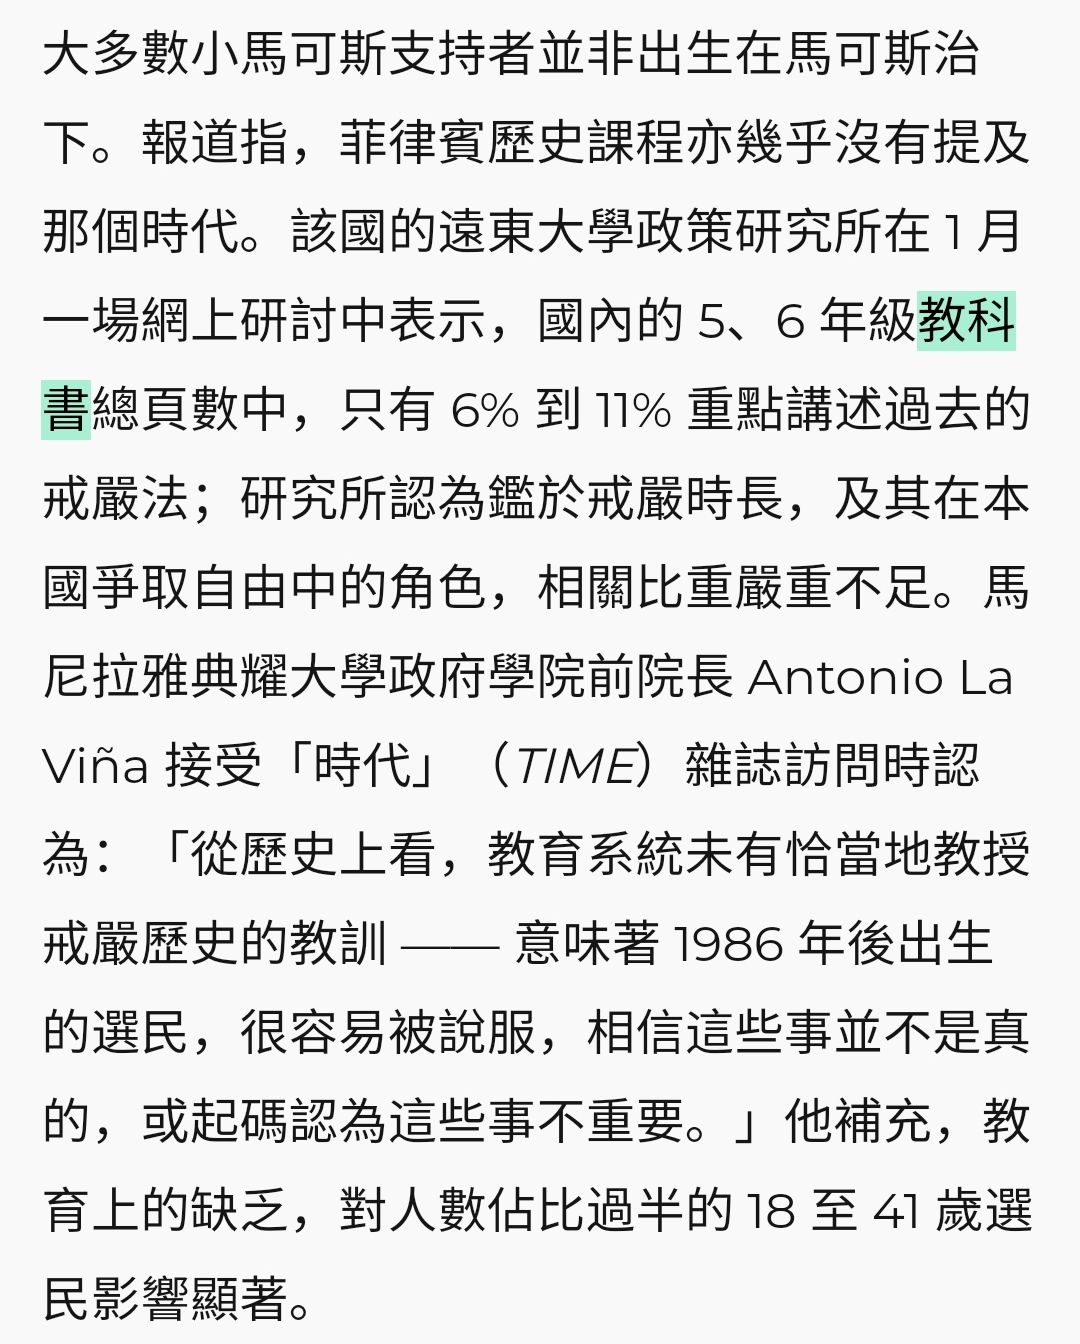 大多數小馬可斯支持者並非出生在馬可斯治
下。報道指，菲律賓歷史課程亦幾乎沒有提及
那個時代。該國的遠東大學政策研究所在 1 月
一場網上研討中表示，國內的 5、6 年級教科
書總頁數中，只有 6% 到 11% 重點講述過去的
戒嚴法；研究所認為鑑於戒嚴時長，及其在本
國爭取自由中的角色，相關比重嚴重不足。馬
尼拉雅典耀大學政府學院前院長 Antonio La
Viña 接受「時代」（TIME）雜誌訪問時認
為：「從歷史上看，教育系統未有恰當地教授
戒嚴歷史的教訓 —— 意味著 1986 年後出生
的選民，很容易被說服，相信這些事並不是真
的，或起碼認為這些事不重要。」他補充，教
育上的缺乏，對人數佔比過半的 18 至 41 歲選
民影響顯著。